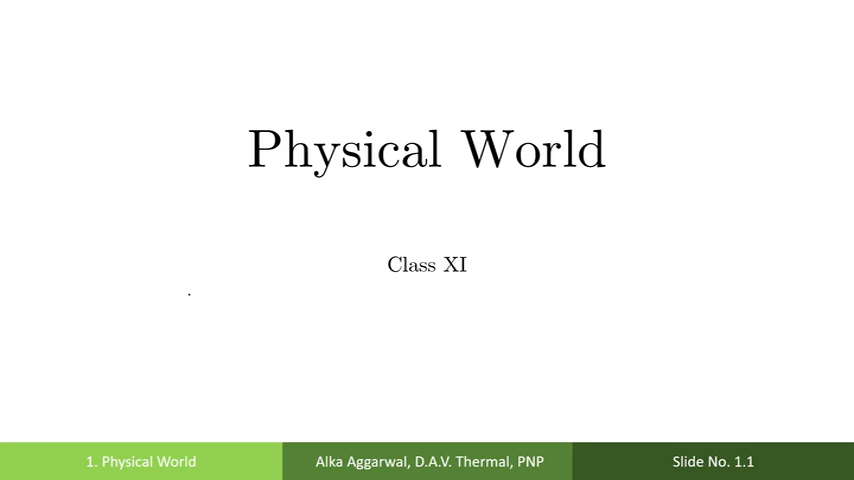 Physical World
Class XI
1. Physical World
Alka Aggarwal, D.A.V. Thermal, PNP
Slide No. 1.1